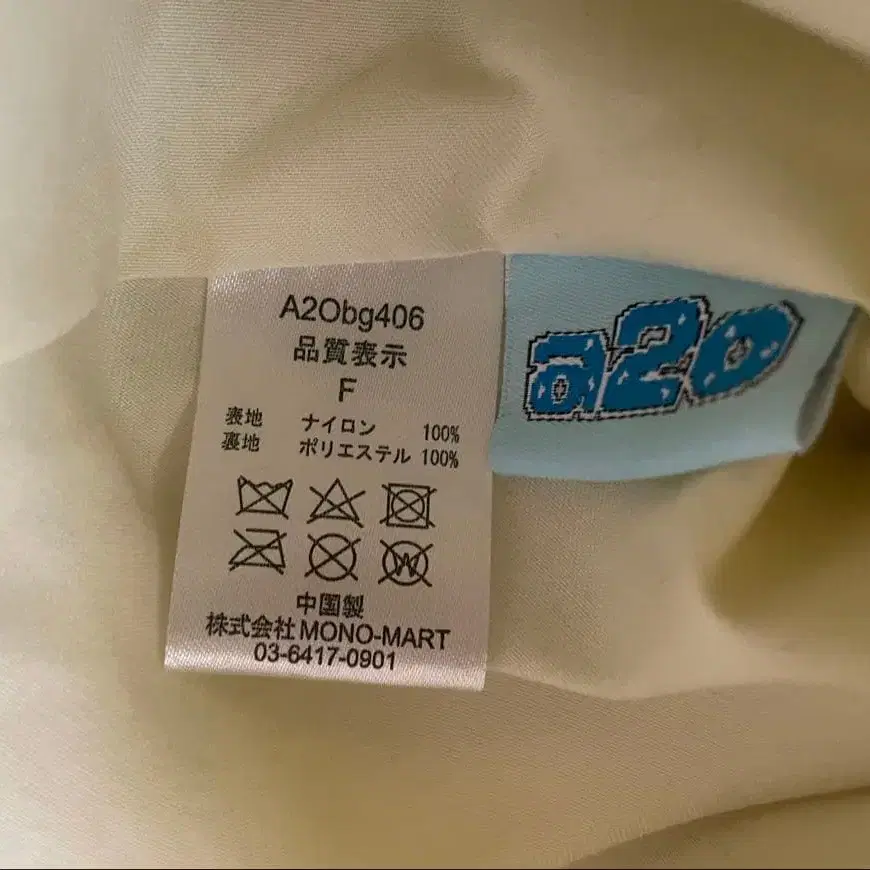 A2Obg406
品質表示
F
表地 ナイロン 100%
裏地 ポリエステル 100%
W
中国製
株式会社 MONO-MART
03-6417-0901
a2o